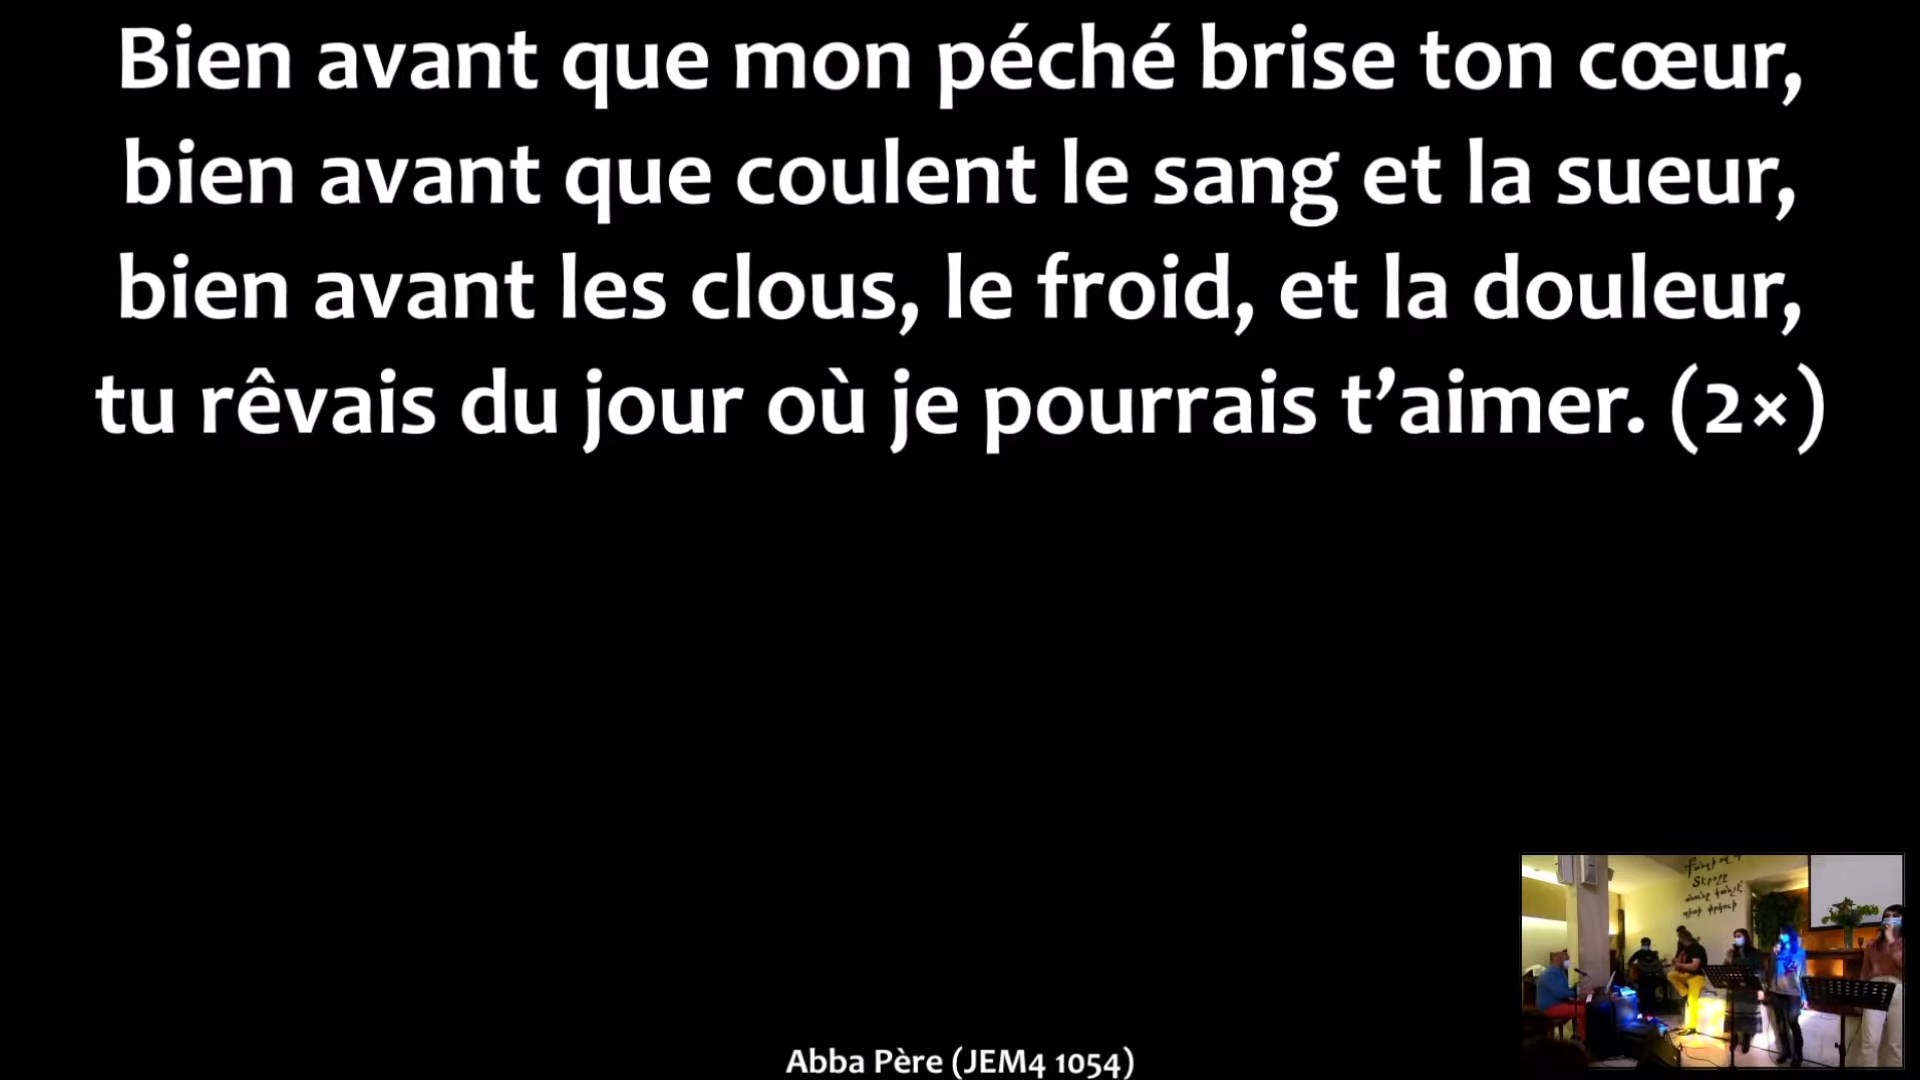 Bien avant que mon péché brise ton cœur,
bien avant que coulent le sang et la sueur,
bien avant les clous, le froid, et la douleur,
tu rêvais du jour où je pourrais t’aimer. (2×)
Abba Père (JEM4 1054)